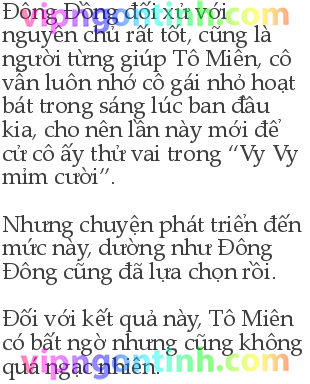 Đông Đông đối xử với
nguyên chủ rất tốt, cũng là
người từng giúp Tô Miên, cô
vẫn luôn nhớ cô gái nhỏ hoạt
bát trong sáng lúc ban đầu
kia, cho nên lần này mới để
cử cô ấy thử vai trong “Vy Vy
mỉm cười”.
Nhưng chuyện phát triển đến
mức này, dường như Đông
Đông cũng đã lựa chọn rồi.
Đối với kết quả này, Tô Miên
có bất ngờ nhưng cũng không
quá ngạc nhiên.
vipngontinh.com
vipngontinh.com